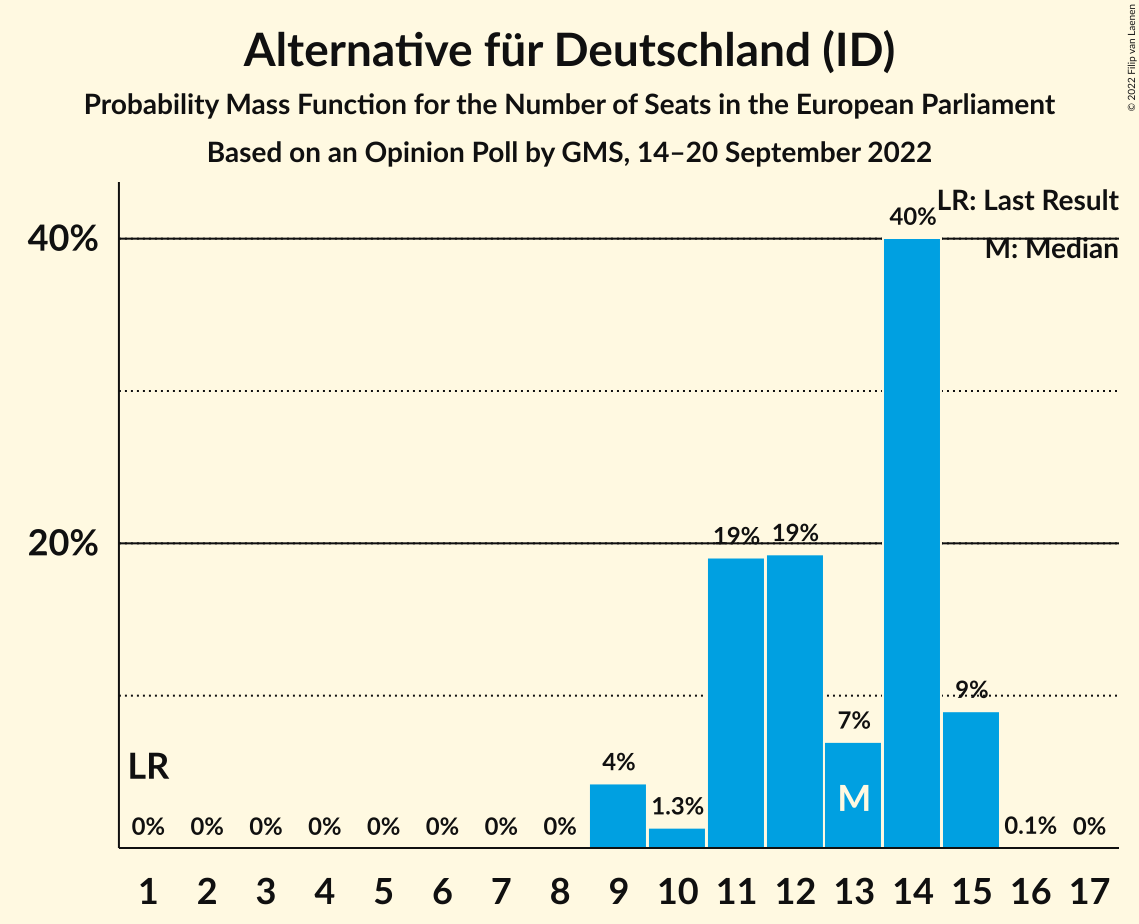 Alternative für Deutschland (ID)
Probability Mass Function for the Number of Seats in the European Parliament
Based on an Opinion Poll by GMS, 14–20 September 2022
© 2022 Filip van Laenen
LR: Last Result
M: Median
40%
20%
LR
0%
0%
0%
0%
0%
0%
0%
0%
4%
1.3%
19%
19%
7%
40%
9%
0.1%
0%
M
1 2 3 4 5 6 7 8 9 10 11 12 13 14 15 16 17